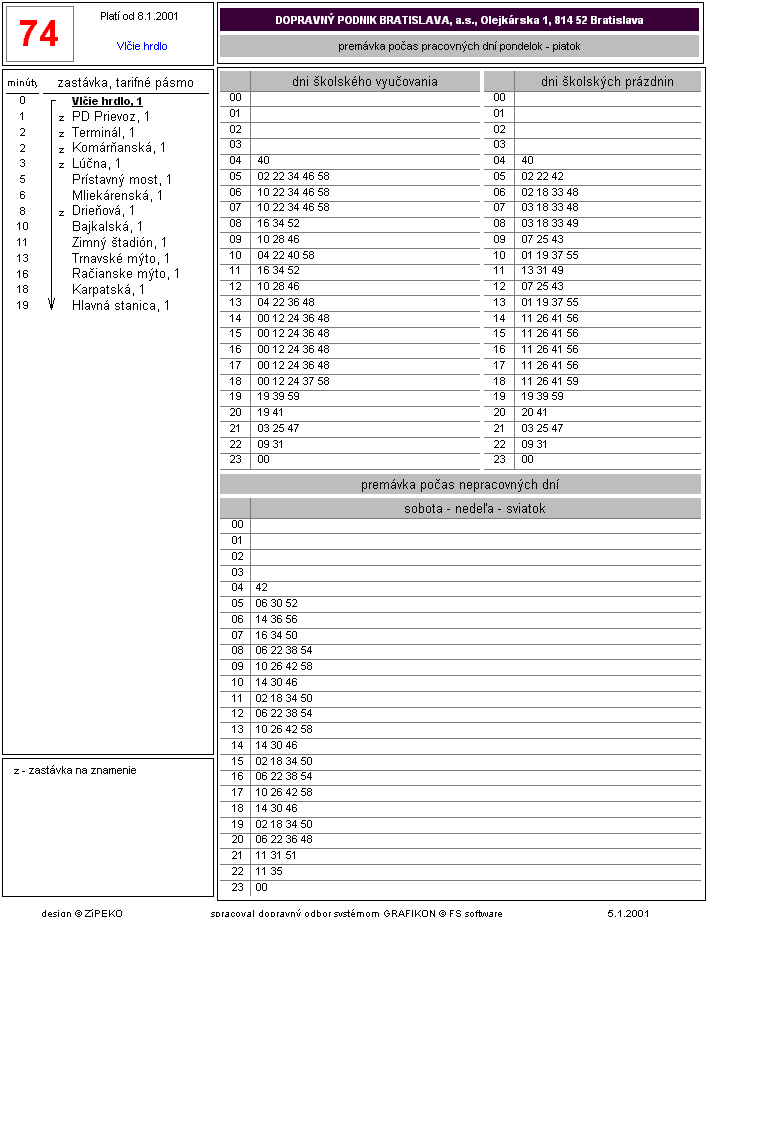 74
Platí od 8.1.2001
Vlčie hrdlo
DOPRAVNÝ PODNIK BRATISLAVA, a.s., Olejkárska 1, 814 52 Bratislava
premávka počas pracovných dní pondelok - piatok
minúty zastávka, tarifné pásmo
0 Vlčie hrdlo, 1
1 z PD Prievoz, 1
2 z Terminál, 1
2 z Komárňanská, 1
3 z Lúčna, 1
5 Prístavný most, 1
6 Mliekárenská, 1
8 z Drieňová, 1
10 Bajkalská, 1
11 Zimný štadión, 1
13 Trnavské mýto, 1
16 Račianske mýto, 1
18 Karpatská, 1
19 Hlavná stanica, 1
z - zastávka na znamenie
dni školského vyučovania
00
01
02
03
04 40
05 02 22 34 46 58
06 10 22 34 46 58
07 10 22 34 46 58
08 16 34 52
09 10 28 46
10 04 22 40 58
11 16 34 52
12 10 28 46
13 04 22 36 48
14 00 12 24 36 48
15 00 12 24 36 48
16 00 12 24 36 48
17 00 12 24 36 48
18 00 12 24 37 58
19 19 39 59
20 19 41
21 03 25 47
22 09 31
23 00
dni školských prázdnin
00
01
02
03
04 40
05 02 22 42
06 02 18 33 48
07 03 18 33 48
08 03 18 33 49
09 07 25 43
10 01 19 37 55
11 13 31 49
12 07 25 43
13 01 19 37 55
14 11 26 41 56
15 11 26 41 56
16 11 26 41 56
17 11 26 41 56
18 11 26 41 59
19 19 39 59
20 20 41
21 03 25 47
22 09 31
23 00
premávka počas nepracovných dní
sobota - nedeľa - sviatok
00
01
02
03
04 42
05 06 30 52
06 14 36 56
07 16 34 50
08 06 22 38 54
09 10 26 42 58
10 14 30 46
11 02 18 34 50
12 06 22 38 54
13 10 26 42 58
14 14 30 46
15 02 18 34 50
16 06 22 38 54
17 10 26 42 58
18 14 30 46
19 02 18 34 50
20 06 22 36 48
21 11 31 51
22 11 35
23 00
design © ZiPEKO
spracoval dopravný odbor systémom GRAFIKON © FS software
5.1.2001